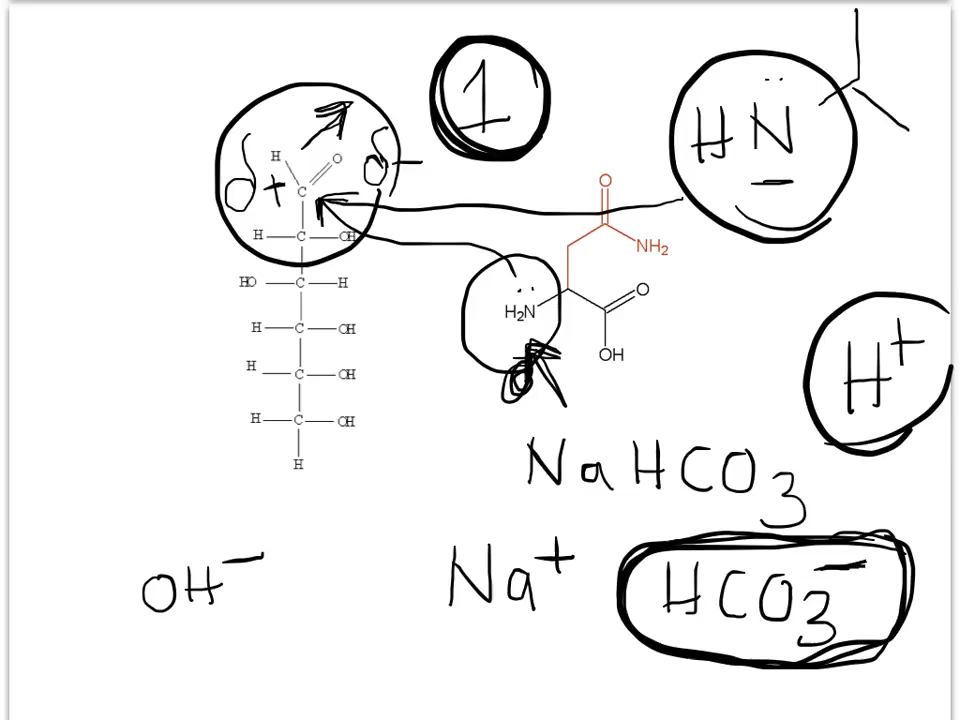 1
HN
−
δ+ δ−
H O
C
H C OH
HO C H
H C OH
H C OH
H C OH
H
O
NH2
H2N
O
OH
H+
NaHCO3
OH−
Na+ HCO3−